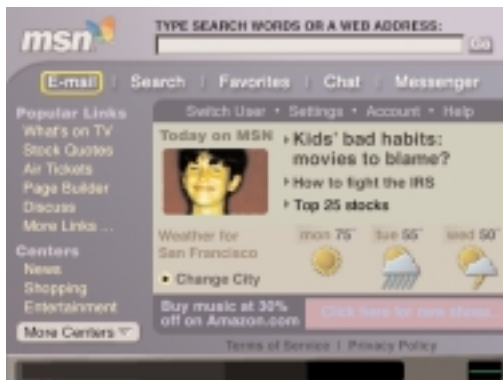 msn
TYPE SEARCH WORDS OR A WEB ADDRESS:
Go
E-mail | Search | Favorites | Chat | Messenger
Switch User • Settings • Account • Help
Popular Links
What's on TV
Stock Quotes
Air Tickets
Page Builder
Discuss
More Links ...
Centers
News
Shopping
Entertainment
More Centers
Today on MSN
Kids' bad habits:
movies to blame?
How to fight the IRS
Top 25 stocks
Weather for
San Francisco
Change City
mon 75° tue 55° wed 50°
Buy music at 30%
off on Amazon.com
Click here for new
Terms of Service | Privacy Policy